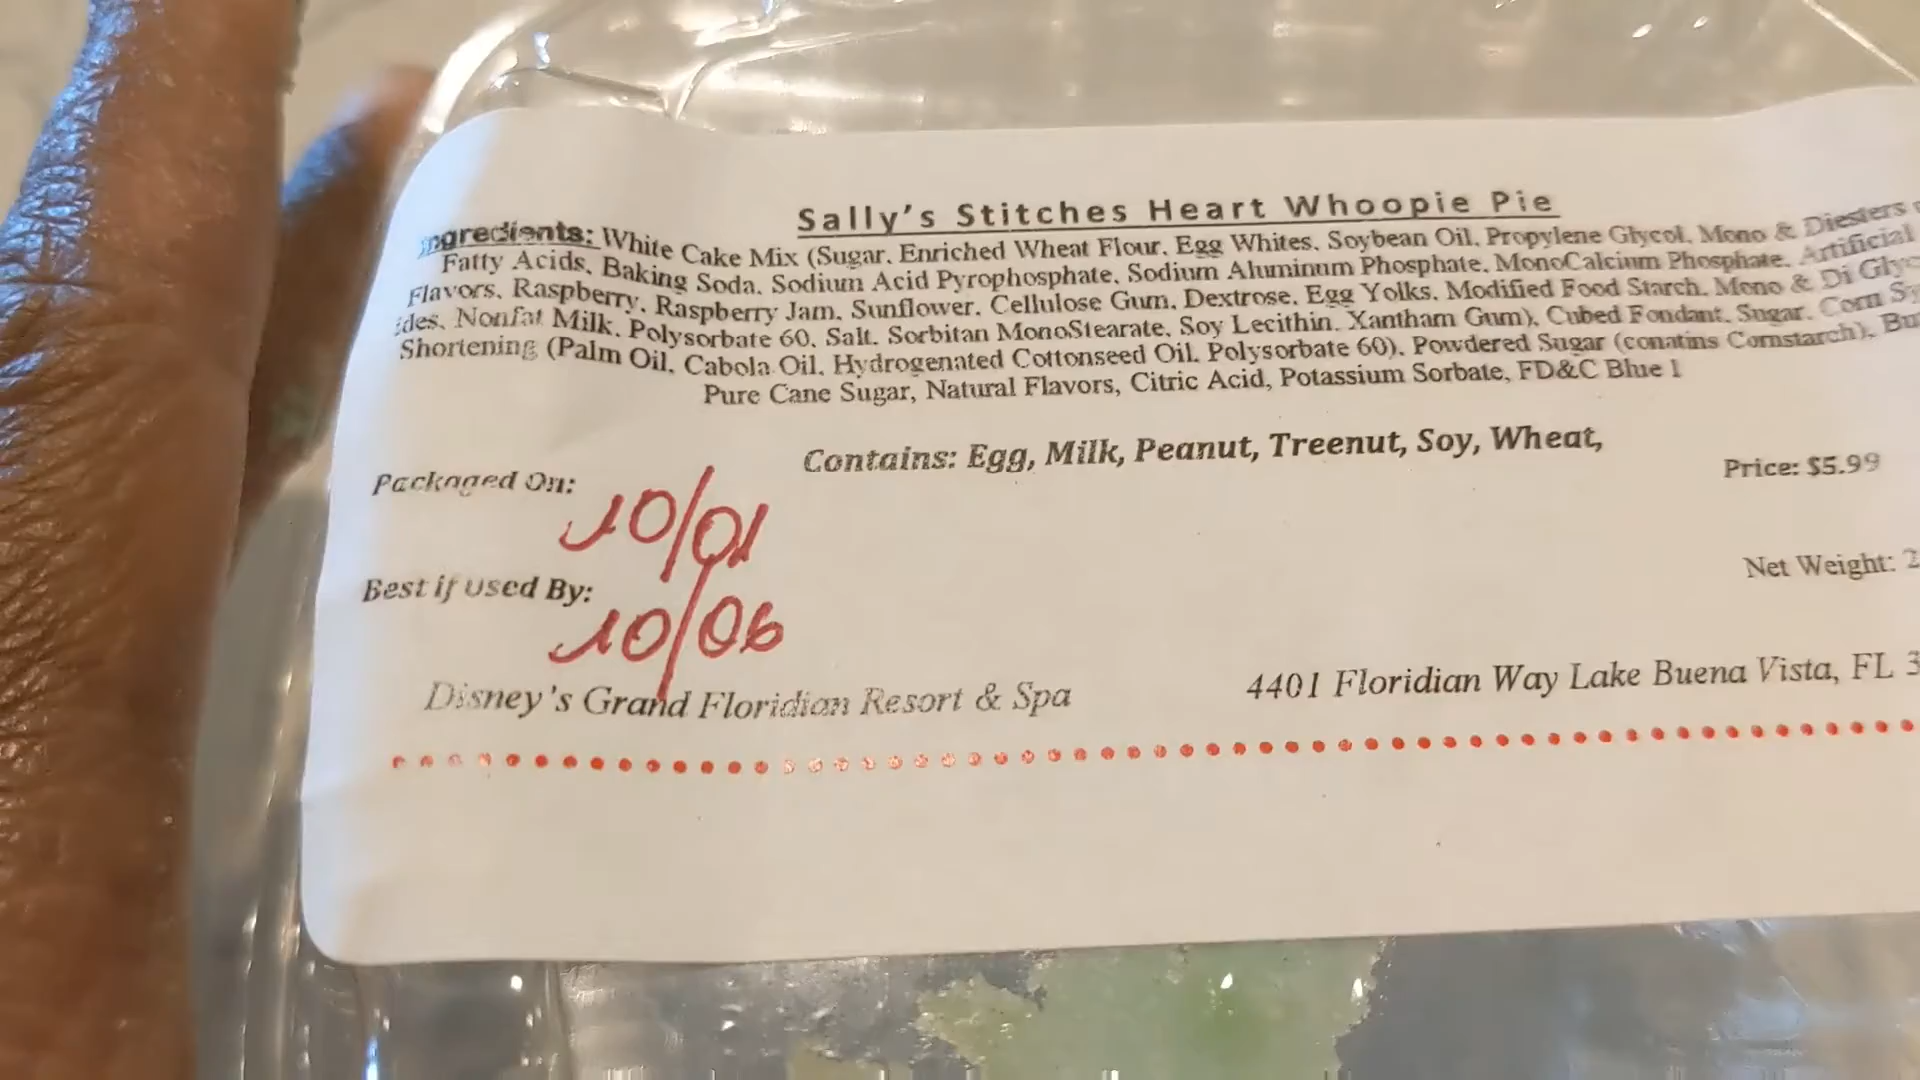 Sally's Stitches Heart Whoopie Pie
Ingredients: White Cake Mix (Sugar. Enriched Wheat Flour. Egg Whites. Soybean Oil. Propylene Glycol. Mono & Diesters
Fatty Acids. Baking Soda. Sodium Acid Pyrophosphate. Sodium Aluminum Phosphate. MonoCalcium Phosphate. Artificial
Flavors. Raspberry. Raspberry Jam. Sunflower. Cellulose Gum. Dextrose. Egg Yolks. Modified Food Starch. Mono & Di
Nonfat Milk. Polysorbate 60. Salt. Sorbitan MonoStearate. Soy Lecithin. Xantham Gum). Cubed Fondant. Sugar. Corn
Shortening (Palm Oil. Cabola Oil. Hydrogenated Cottonseed Oil. Polysorbate 60). Powdered Sugar (conatins Cornstarch).
Pure Cane Sugar, Natural Flavors, Citric Acid, Potassium Sorbate, FD&C Blue 1
Contains: Egg, Milk, Peanut, Treenut, Soy, Wheat,
Price: $5.99
Packaged On:
10/01
Net Weight:
Best if used By:
10/06
Disney's Grand Floridian Resort & Spa
4401 Floridian Way Lake Buena Vista, FL